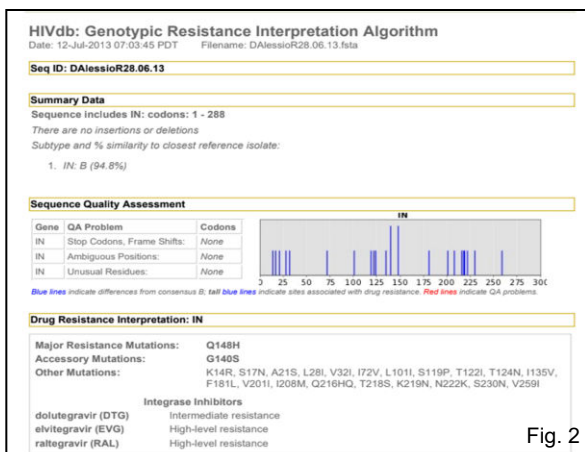 HIVdb: Genotypic Resistance Interpretation Algorithm
Date: 12-Jul-2013 07:03:45 PDT Filename: DAlessioR28.06.13.fsta
Seq ID: DAlessioR28.06.13
Summary Data
Sequence includes IN: codons: 1 - 288
There are no insertions or deletions
Subtype and % similarity to closest reference isolate:
1. IN: B (94.8%)
Sequence Quality Assessment
Gene QA Problem Codons
IN Stop Codons, Frame Shifts: None
IN Ambiguous Positions: None
IN Unusual Residues: None
IN
0 25 50 75 100 125 150 175 200 225 250 275 300
Blue lines indicate differences from consensus B; tall blue lines indicate sites associated with drug resistance. Red lines indicate QA problems.
Drug Resistance Interpretation: IN
Major Resistance Mutations: Q148H
Accessory Mutations: G140S
Other Mutations: K14R, S17N, A21S, L28I, V32I, I72V, L101I, S119P, T122I, T124N, I135V,
F181L, V201I, I208M, Q216HQ, T218S, K219N, N222K, S230N, V259I
Integrase Inhibitors
dolutegravir (DTG) Intermediate resistance
elvitegravir (EVG) High-level resistance
raltegravir (RAL) High-level resistance
Fig. 2